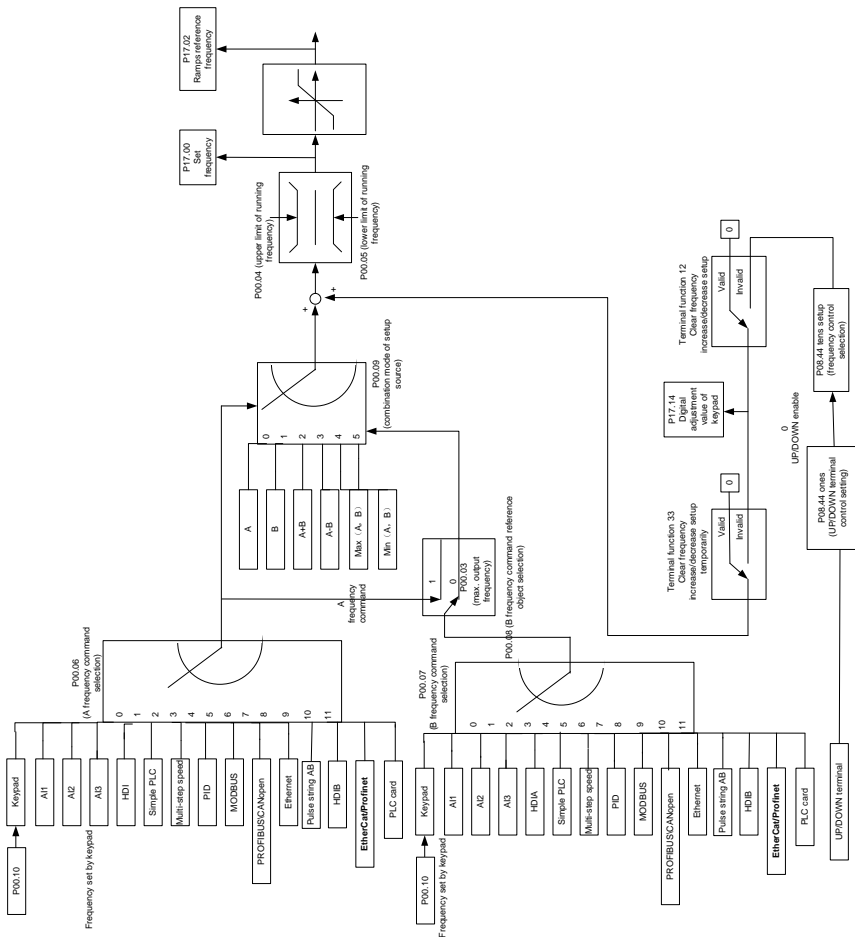 P00.10
Frequency set by keypad
Keypad
AI1
AI2
AI3
HDI
Simple PLC
Multi-step speed
PID
MODBUS
PROFIBUS\CANopen
Ethernet
Pulse string AB
HDIB
EtherCat/Profinet
PLC card
P00.06
(A frequency command
selection)
0
1
2
3
4
5
6
7
8
9
10
11
A
frequency
command
P00.10
Frequency set by keypad
Keypad
AI1
AI2
AI3
HDIA
Simple PLC
Multi-step speed
PID
MODBUS
PROFIBUS\CANopen
Ethernet
Pulse string AB
HDIB
EtherCat/Profinet
PLC card
P00.07
(B frequency command
selection)
0
1
2
3
4
5
6
7
8
9
10
11
P00.08 (B frequency command reference
object selection)
1
0
P00.03
(max. output
frequency)
A
B
A+B
A-B
Max（A，B）
Min（A，B）
0
1
2
3
4
5
P00.09
(combination mode of setup
source)
+
+
P00.04 (upper limit of running
frequency)
P00.05 (lower limit of running
frequency)
P17.00
Set
frequency
P17.02
Ramps reference
frequency
UP/DOWN terminal
P08.44 ones
(UP/DOWN terminal
control setting)
0
UP/DOWN enable
P08.44 tens setup
(frequency control
selection)
Terminal function 33
Clear frequency
increase/decrease setup
temporarily
Valid
Invalid
0
P17.14
Digital
adjustment
value of
keypad
Terminal function 12
Clear frequency
increase/decrease setup
Valid
Invalid
0